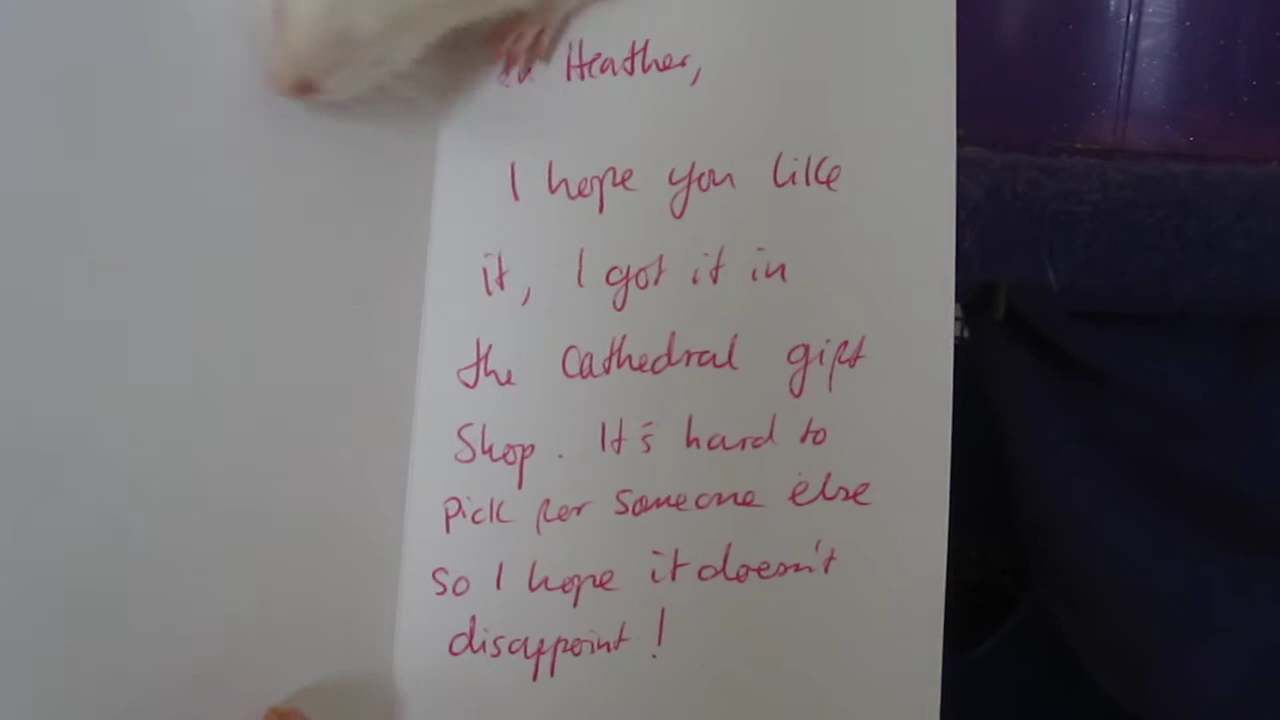 Heather,
I hope you like
it, I got it in
the cathedral gift
Shop. It's hard to
pick for someone else
so I hope it doesn't
disappoint!